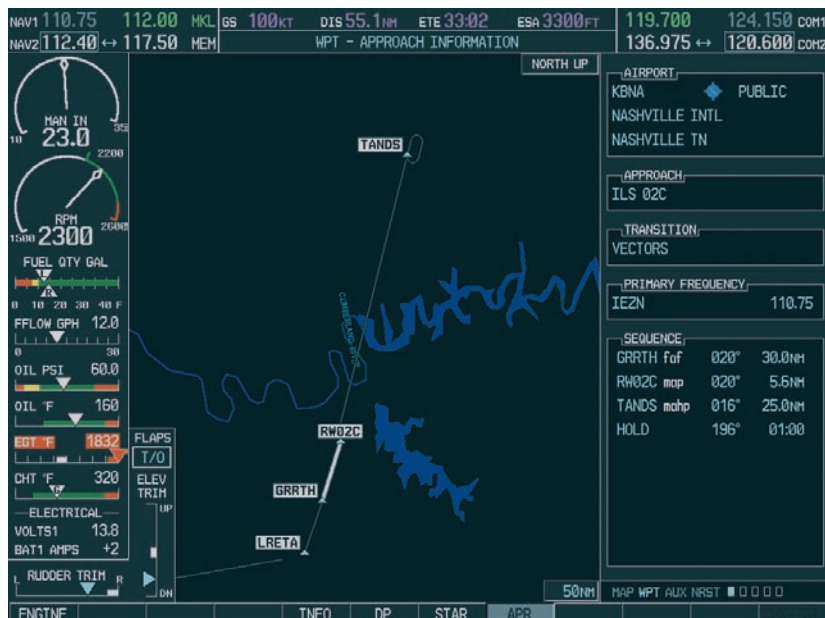 NAV1 110.75 112.00 MKL GS 100KT DIS 55.1NM ETE 33:02 ESA 3300FT 119.700 124.150 COM1
NAV2 112.40 ↔ 117.50 MEM WPT - APPROACH INFORMATION 136.975 ↔ 120.600 COM2
NORTH UP
MAN IN
10 23.0 35
2200
RPM
1500 2300 2600
FUEL QTY GAL
L
R
0 10 20 30 40 F
FFLOW GPH 12.0
0 30
OIL PSI 60.0
OIL °F 160
EGT °F 1832
CHT °F 320
ELECTRICAL
VOLTS1 13.8
BAT1 AMPS +2
L RUDDER TRIM R
FLAPS
T/O
ELEV
TRIM
UP
DN
TANDS
CUMBERLAND RIVER
RW02C
GRRTH
LRETA
50NM
AIRPORT
KBNA PUBLIC
NASHVILLE INTL
NASHVILLE TN
APPROACH
ILS 02C
TRANSITION
VECTORS
PRIMARY FREQUENCY
IEZN 110.75
SEQUENCE
GRRTH faf 020° 30.0NM
RW02C map 020° 5.6NM
TANDS mahp 016° 25.0NM
HOLD 196° 01:00
MAP WPT AUX NRST
ENGINE INFO DP STAR APR